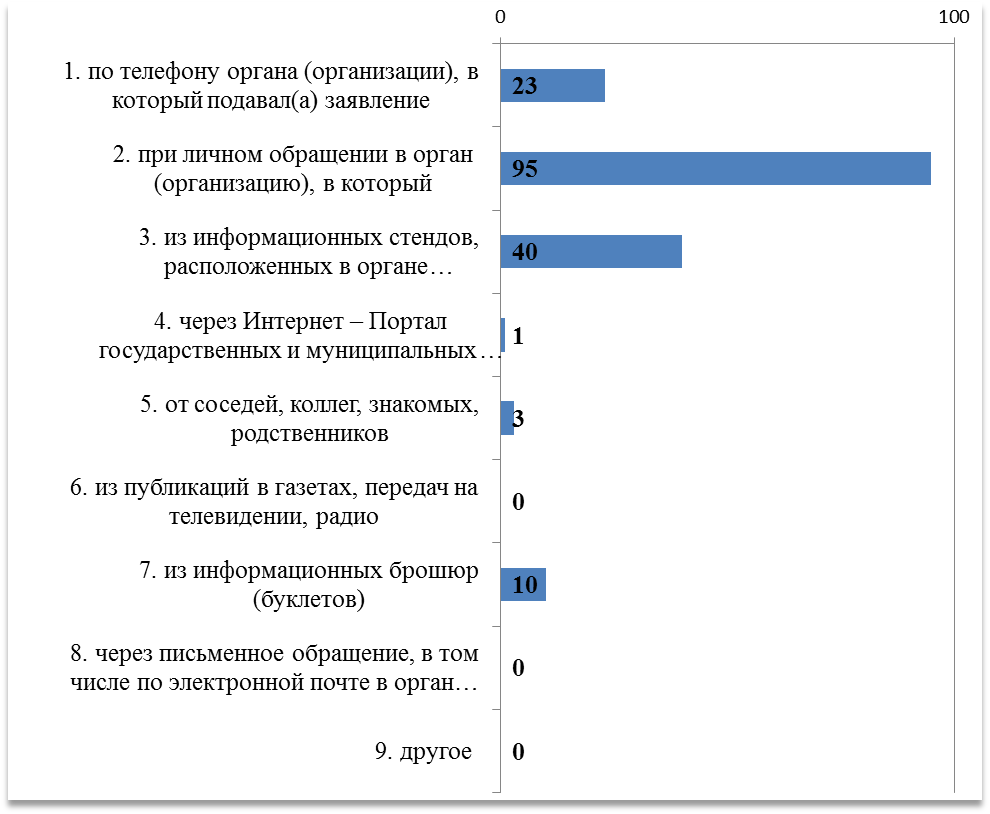 0 100
1. по телефону органа (организации), в
который подавал(а) заявление
23
2. при личном обращении в орган
(организацию), в который
95
3. из информационных стендов,
расположенных в органе…
40
4. через Интернет – Портал
государственных и муниципальных…
1
5. от соседей, коллег, знакомых,
родственников
3
6. из публикаций в газетах, передач на
телевидении, радио
0
7. из информационных брошюр
(буклетов)
10
8. через письменное обращение, в том
числе по электронной почте в орган…
0
9. другое
0